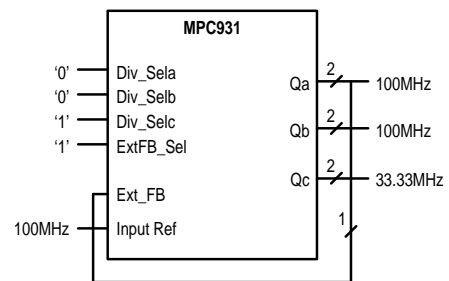 MPC931
‘0’ Div_Sela
‘0’ Div_Selb
‘1’ Div_Selc
‘1’ ExtFB_Sel
Ext_FB
100MHz Input Ref
Qa 2 100MHz
Qb 2 100MHz
Qc 2 33.33MHz
1